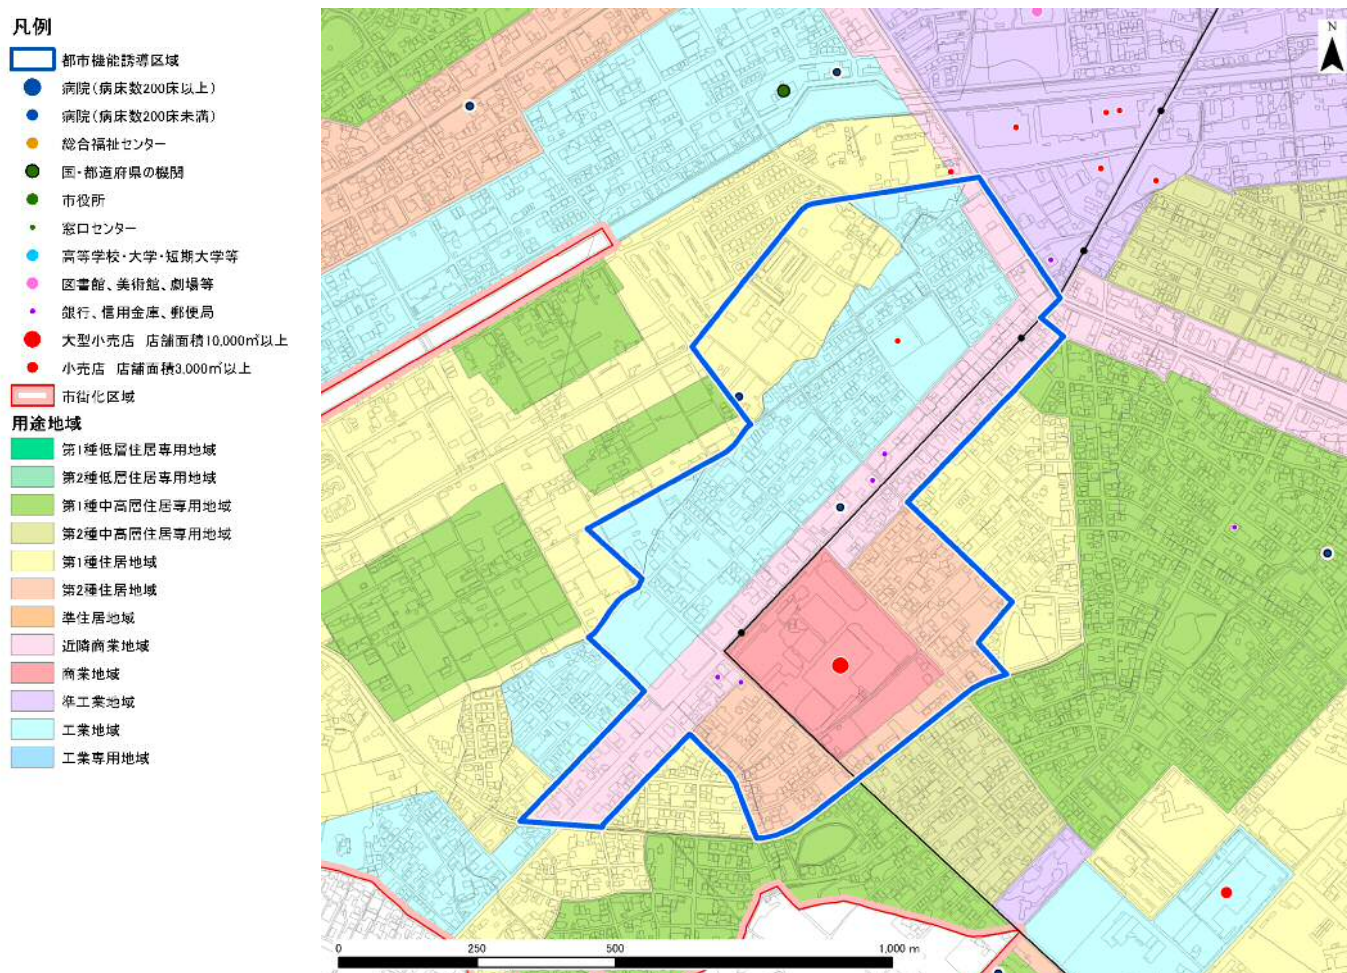 凡例
都市機能誘導区域
病院(病床数200床以上)
病院(病床数200床未満)
総合福祉センター
国・都道府県の機関
市役所
窓口センター
高等学校・大学・短期大学等
図書館、美術館、劇場等
銀行、信用金庫、郵便局
大型小売店 店舗面積10,000㎡以上
小売店 店舗面積3,000㎡以上
市街化区域
用途地域
第1種低層住居専用地域
第2種低層住居専用地域
第1種中高層住居専用地域
第2種中高層住居専用地域
第1種住居地域
第2種住居地域
準住居地域
近隣商業地域
商業地域
準工業地域
工業地域
工業専用地域
N
0 250 500 1,000 m